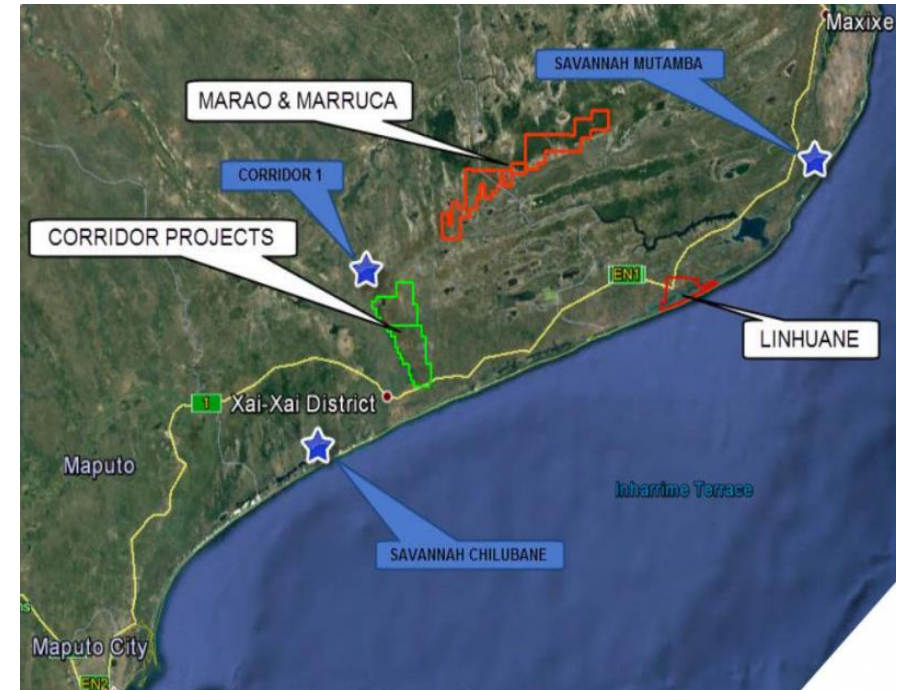 Maxixe
SAVANNAH MUTAMBA
MARAO & MARRUCA
CORRIDOR 1
CORRIDOR PROJECTS
EN1
LINHUANE
1
Xai-Xai District
Maputo
Inharrime Terrace
SAVANNAH CHILUBANE
Maputo City
EN2